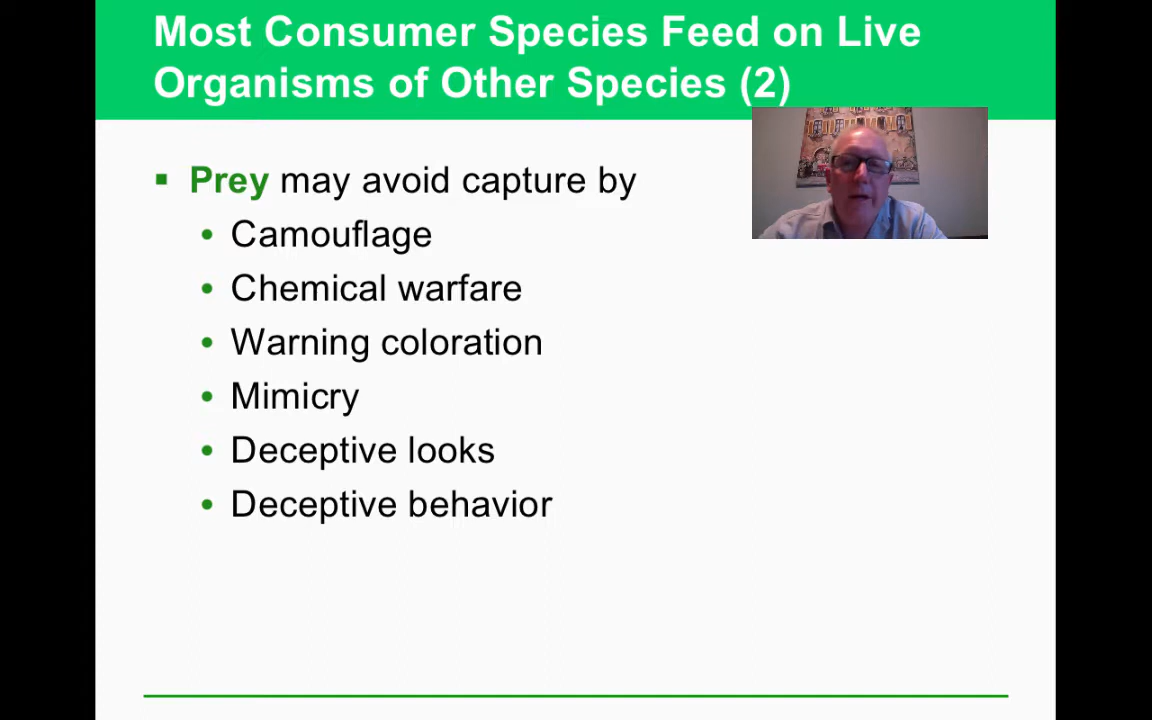 Most Consumer Species Feed on Live
Organisms of Other Species (2)
▪ Prey may avoid capture by
• Camouflage
• Chemical warfare
• Warning coloration
• Mimicry
• Deceptive looks
• Deceptive behavior